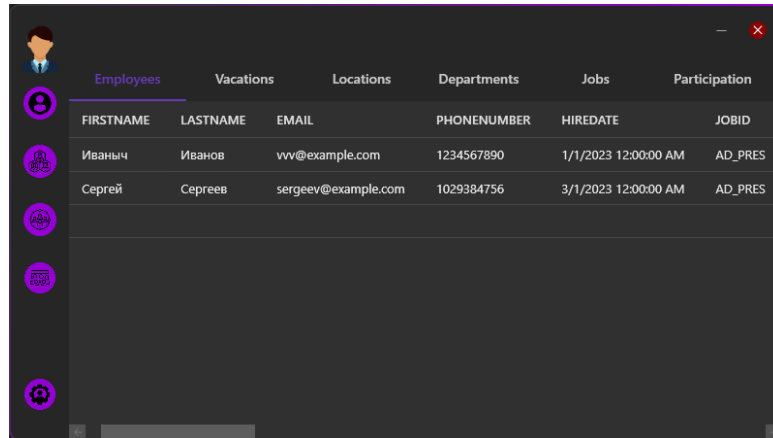 Employees Vacations Locations Departments Jobs Participation
FIRSTNAME LASTNAME EMAIL PHONENUMBER HIREDATE JOBID
Иваныч Иванов vvv@example.com 1234567890 1/1/2023 12:00:00 AM AD_PRES
Сергей Сергеев sergeev@example.com 1029384756 3/1/2023 12:00:00 AM AD_PRES